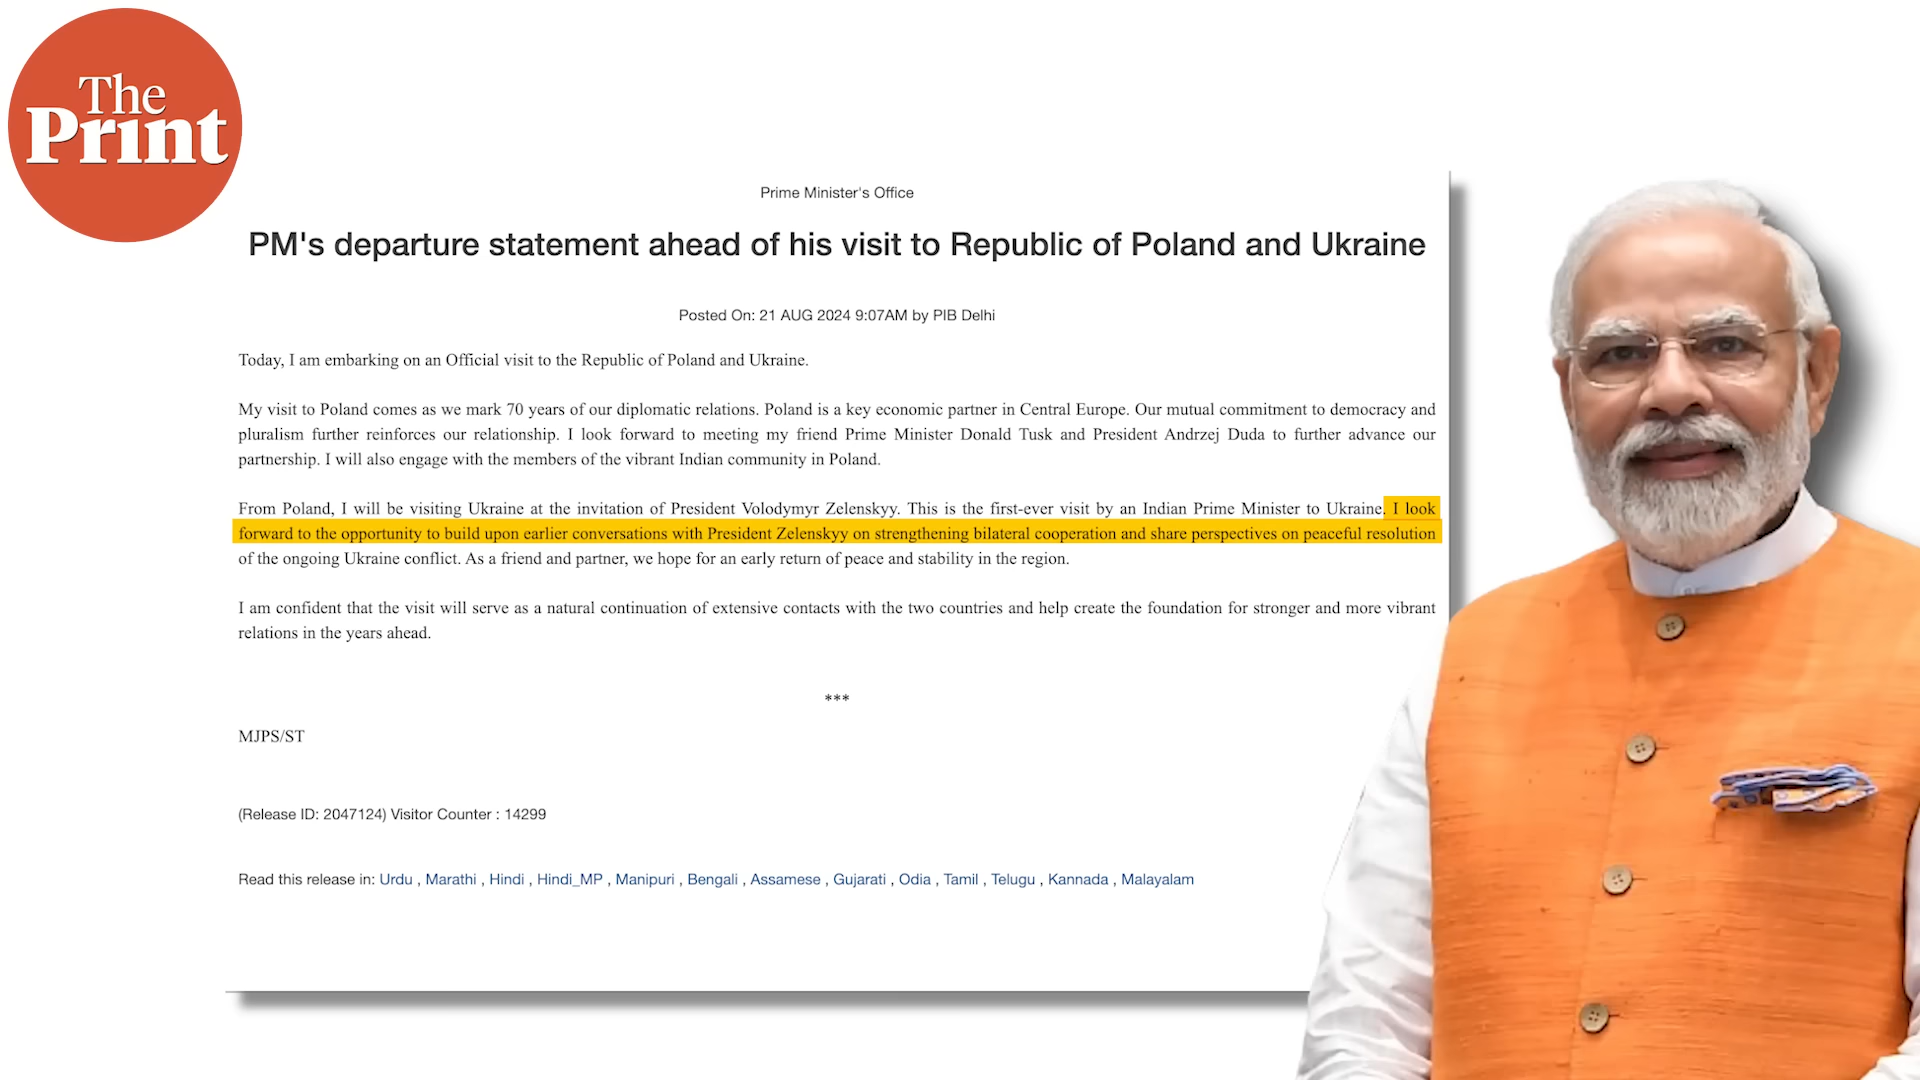 The
Print
Prime Minister's Office
PM's departure statement ahead of his visit to Republic of Poland and Ukraine
Posted On: 21 AUG 2024 9:07AM by PIB Delhi
Today, I am embarking on an Official visit to the Republic of Poland and Ukraine.
My visit to Poland comes as we mark 70 years of our diplomatic relations. Poland is a key economic partner in Central Europe. Our mutual commitment to democracy and
pluralism further reinforces our relationship. I look forward to meeting my friend Prime Minister Donald Tusk and President Andrzej Duda to further advance our
partnership. I will also engage with the members of the vibrant Indian community in Poland.
From Poland, I will be visiting Ukraine at the invitation of President Volodymyr Zelenskyy. This is the first-ever visit by an Indian Prime Minister to Ukraine. I look
forward to the opportunity to build upon earlier conversations with President Zelenskyy on strengthening bilateral cooperation and share perspectives on peaceful resolution
of the ongoing Ukraine conflict. As a friend and partner, we hope for an early return of peace and stability in the region.
I am confident that the visit will serve as a natural continuation of extensive contacts with the two countries and help create the foundation for stronger and more vibrant
relations in the years ahead.
***
MJPS/ST
(Release ID: 2047124) Visitor Counter : 14299
Read this release in: Urdu , Marathi , Hindi , Hindi_MP , Manipuri , Bengali , Assamese , Gujarati , Odia , Tamil , Telugu , Kannada , Malayalam